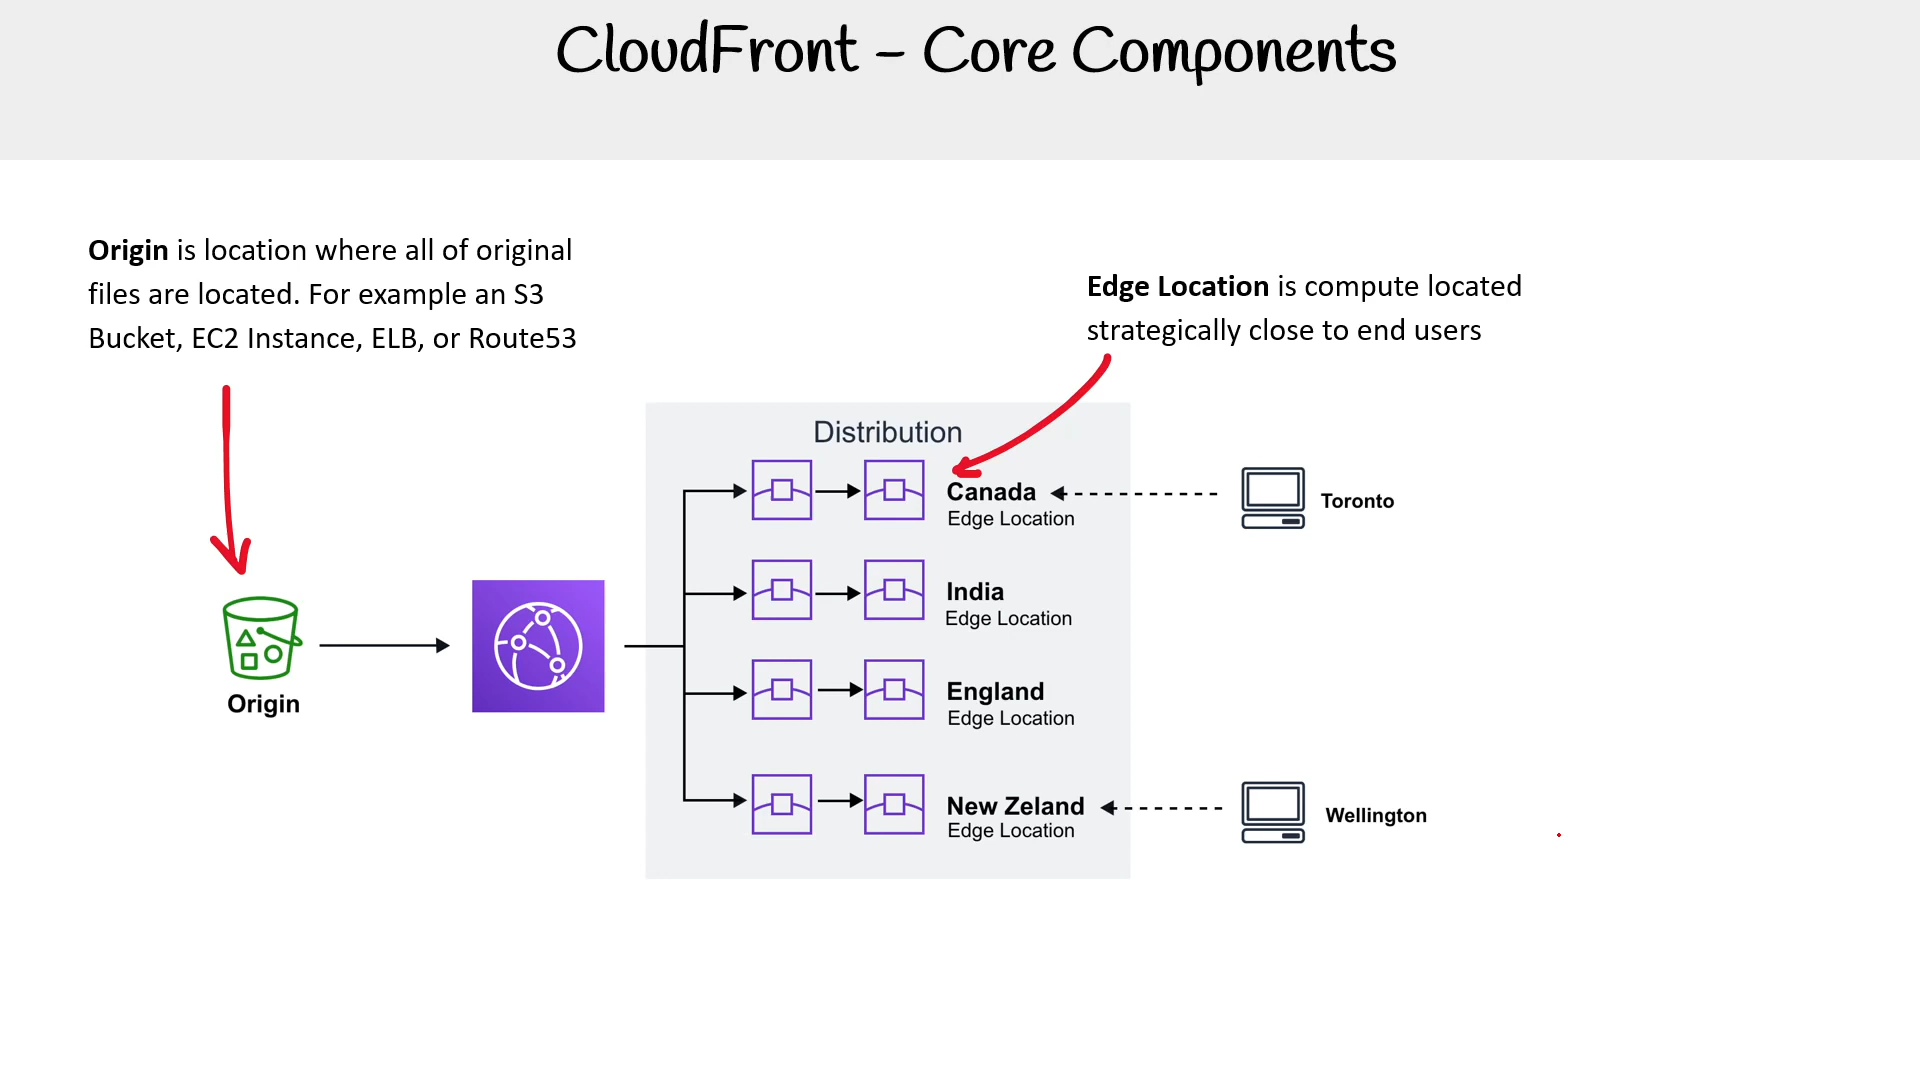 CloudFront – Core Components
Origin is location where all of original
files are located. For example an S3
Bucket, EC2 Instance, ELB, or Route53
Edge Location is compute located
strategically close to end users
Distribution
Canada
Edge Location
Toronto
India
Edge Location
England
Edge Location
Origin
New Zeland
Edge Location
Wellington